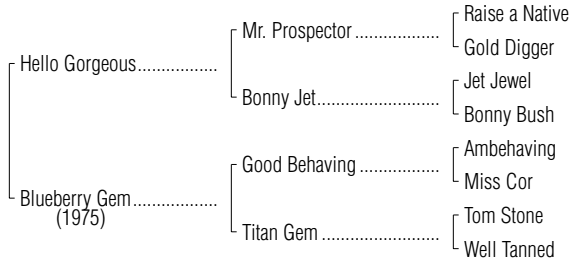 Raise a Native
Mr. Prospector ..................
Gold Digger
Hello Gorgeous.................
Jet Jewel
Bonny Jet..........................
Bonny Bush
Ambehaving
Good Behaving .................
Miss Cor
Blueberry Gem..................
(1975)
Tom Stone
Titan Gem .........................
Well Tanned